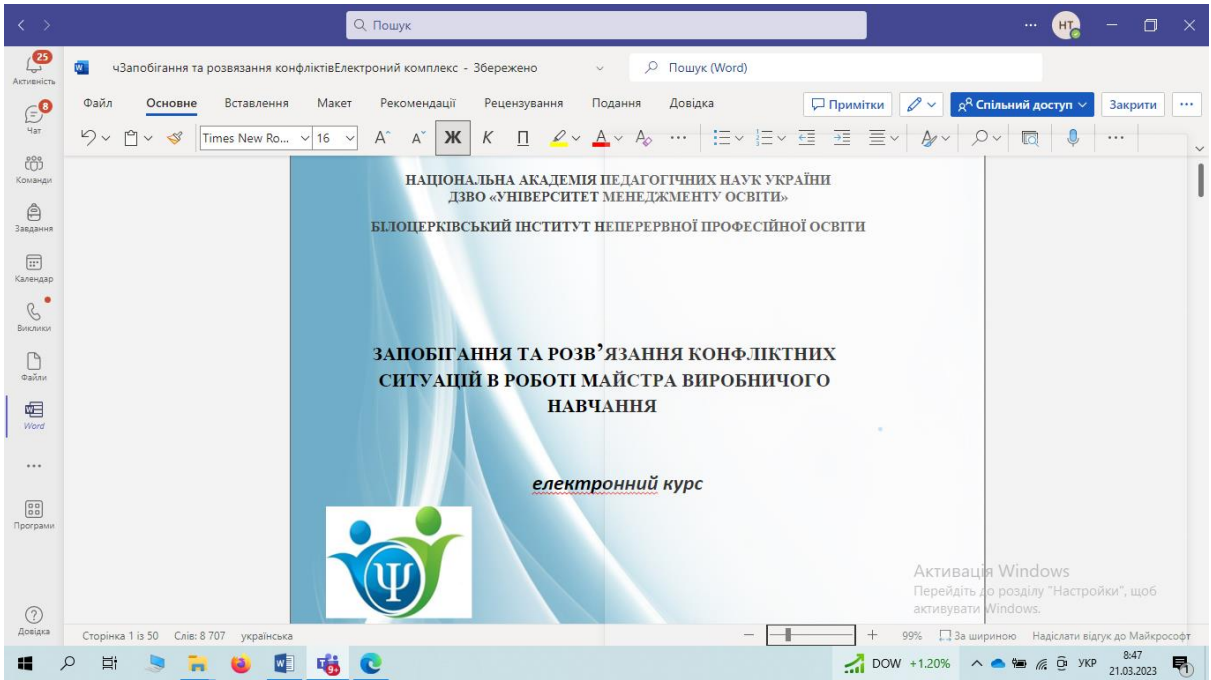 Пошук
НТ
25
Активність
чЗапобігання та розвязання конфліктівЕлектроний комплекс - Збережено
Пошук (Word)
Файл Основне Вставлення Макет Рекомендації Рецензування Подання Довідка Примітки Спільний доступ Закрити
8
Чат
Times New Ro... 16 A A Ж К П A A
Команди
Завдання
Календар
Виклики
Файли
Word
Програми
Довідка
НАЦІОНАЛЬНА АКАДЕМІЯ ПЕДАГОГІЧНИХ НАУК УКРАЇНИ
ДЗВО «УНІВЕРСИТЕТ МЕНЕДЖМЕНТУ ОСВІТИ»
БІЛОЦЕРКІВСЬКИЙ ІНСТИТУТ НЕПЕРЕРВНОЇ ПРОФЕСІЙНОЇ ОСВІТИ
ЗАПОБІГАННЯ ТА РОЗВ’ЯЗАННЯ КОНФЛІКТНИХ
СИТУАЦІЙ В РОБОТІ МАЙСТРА ВИРОБНИЧОГО
НАВЧАННЯ
електронний курс
Ψ
Активація Windows
Перейдіть до розділу "Настройки", щоб
активувати Windows.
Сторінка 1 із 50 Слів: 8 707 українська 99% За шириною Надіслати відгук до Майкрософт
DOW +1.20% УКР 8:47
21.03.2023